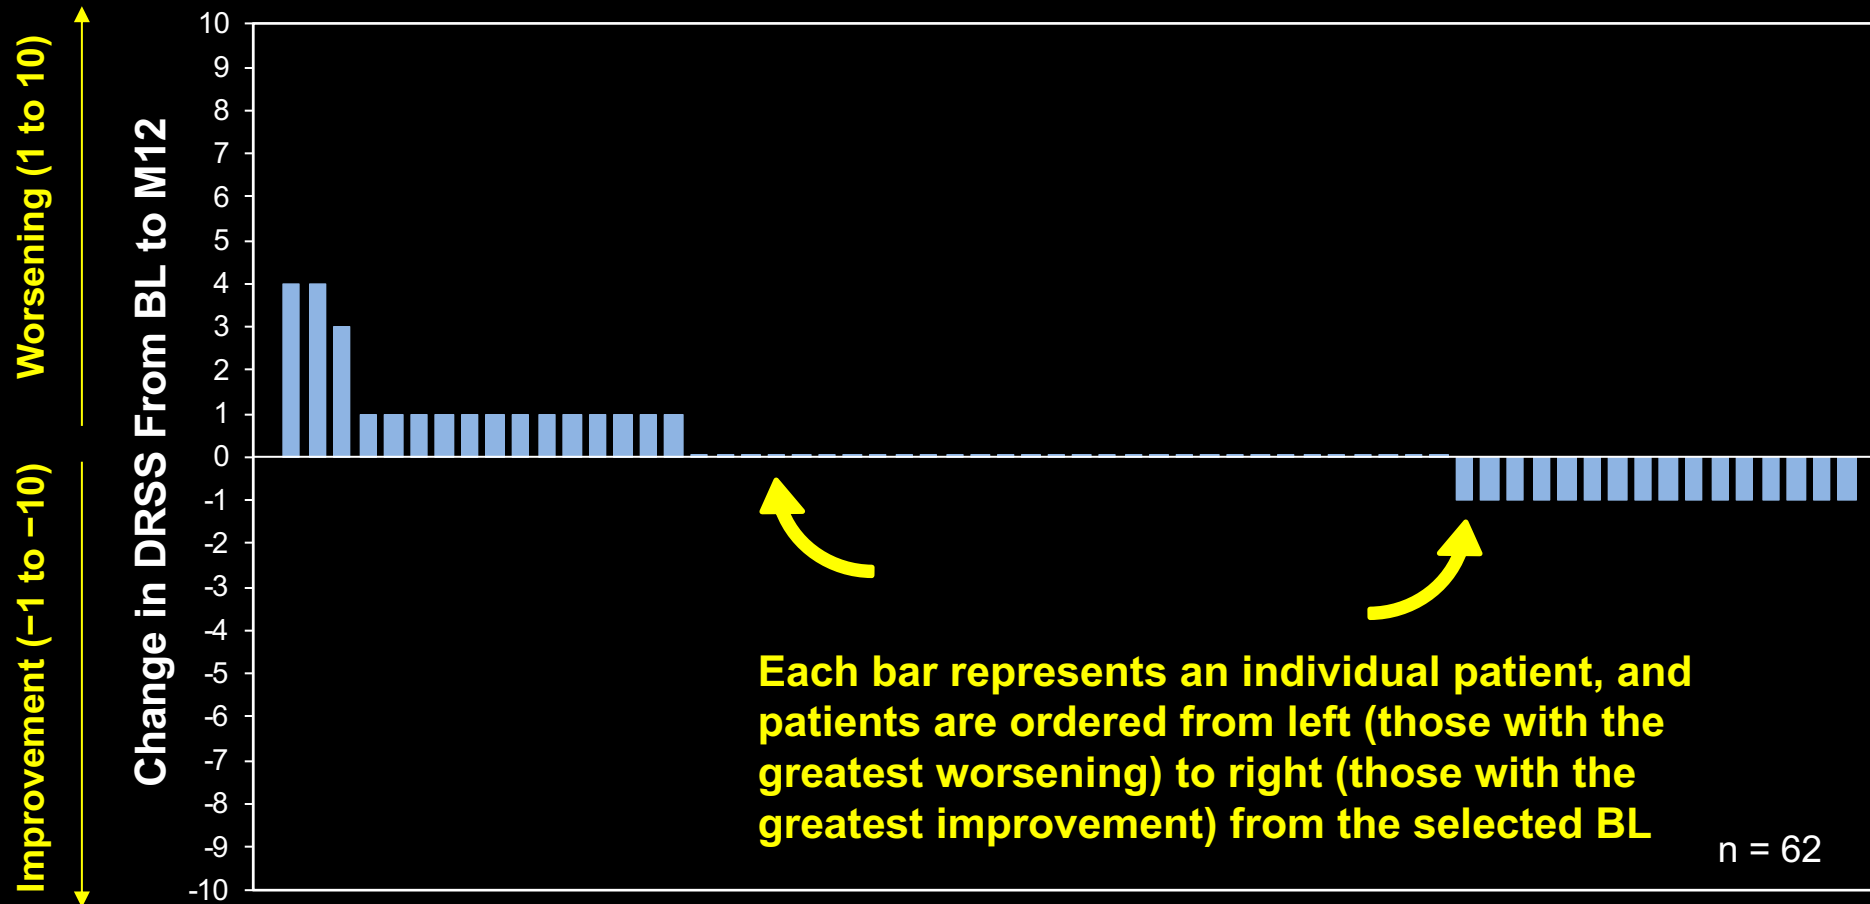 Worsening (1 to 10)
Improvement (−1 to −10)
Change in DRSS From BL to M12
10
9
8
7
6
5
4
3
2
1
0
-1
-2
-3
-4
-5
-6
-7
-8
-9
-10
Each bar represents an individual patient, and
patients are ordered from left (those with the
greatest worsening) to right (those with the
greatest improvement) from the selected BL
n = 62